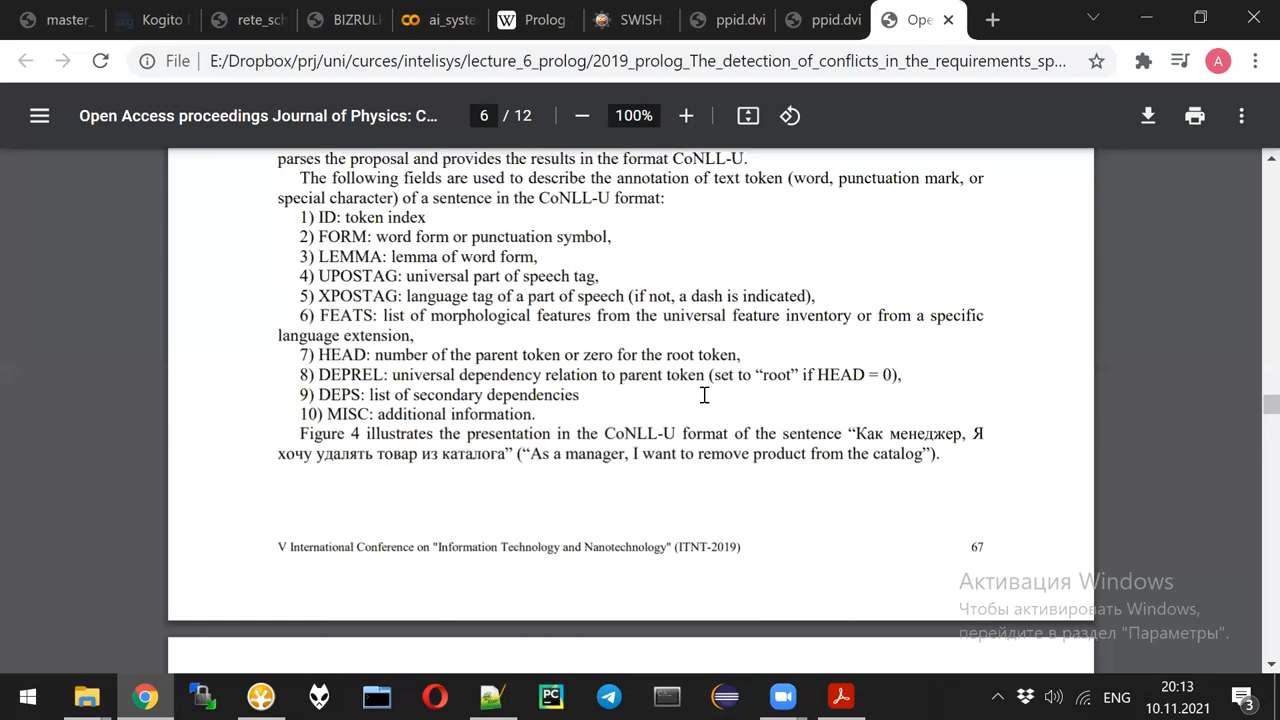 master_
Kogito
rete_sch
BIZRULI
ai_syste
Prolog
SWISH
ppid.dvi
ppid.dvi
Ope
File
E:/Dropbox/prj/uni/curces/intelisys/lecture_6_prolog/2019_prolog_The_detection_of_conflicts_in_the_requirements_sp...
A
Open Access proceedings Journal of Physics: C...
6 / 12
100%
parses the proposal and provides the results in the format CoNLL-U.
The following fields are used to describe the annotation of text token (word, punctuation mark, or
special character) of a sentence in the CoNLL-U format:
1) ID: token index
2) FORM: word form or punctuation symbol,
3) LEMMA: lemma of word form,
4) UPOSTAG: universal part of speech tag,
5) XPOSTAG: language tag of a part of speech (if not, a dash is indicated),
6) FEATS: list of morphological features from the universal feature inventory or from a specific
language extension,
7) HEAD: number of the parent token or zero for the root token,
8) DEPREL: universal dependency relation to parent token (set to “root” if HEAD = 0),
9) DEPS: list of secondary dependencies
10) MISC: additional information.
Figure 4 illustrates the presentation in the CoNLL-U format of the sentence “Как менеджер, Я
хочу удалять товар из каталога” (“As a manager, I want to remove product from the catalog”).
V International Conference on "Information Technology and Nanotechnology" (ITNT-2019)
67
Активация Windows
Чтобы активировать Windows,
перейдите в раздел "Параметры".
PC
ENG
20:13
10.11.2021
3